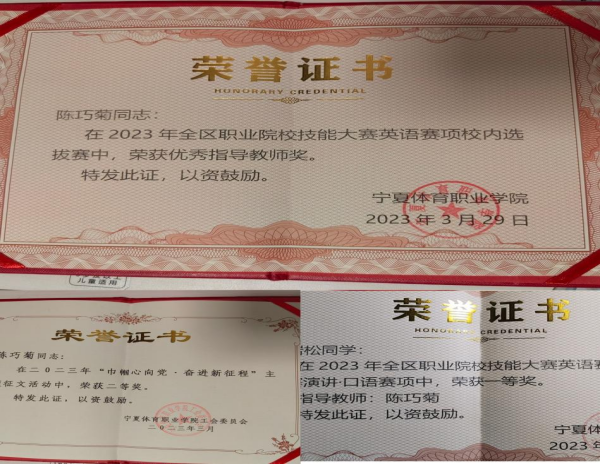 荣誉证书
HONORARY CREDENTIAL
陈巧菊同志：
在 2023 年全区职业院校技能大赛英语赛项校内选
拔赛中，荣获优秀指导教师奖。
特发此证，以资鼓励。
宁夏体育职业学院
2023 年 3 月 29 日
儿童适用
荣誉证书
陈巧菊同志：
在二〇二三年“巾帼心向党·奋进新征程”主
征文活动中，荣获二等奖。
特发此证，以资鼓励。
宁夏体育职业学院工会委员会
二〇二三年三月
荣誉证书
HONORARY CREDENTIAL
松同学：
在 2023 年全区职业院校技能大赛英语
演讲·口语赛项中，荣获一等奖。
指导教师：陈巧菊
特发此证，以资鼓励。
宁夏
2023 年